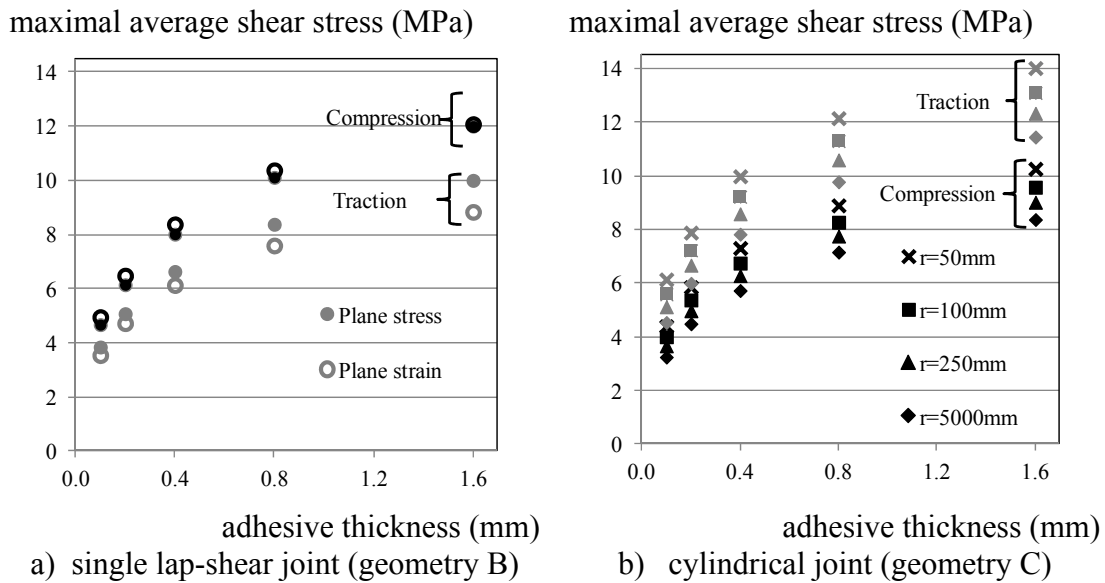 maximal average shear stress (MPa)
14
12
10
8
6
4
2
0
0.0
0.4
0.8
1.2
1.6
Compression
Traction
Plane stress
Plane strain
adhesive thickness (mm)
a) single lap-shear joint (geometry B)
maximal average shear stress (MPa)
14
12
10
8
6
4
2
0
0.0
0.4
0.8
1.2
1.6
Traction
Compression
r=50mm
r=100mm
r=250mm
r=5000mm
adhesive thickness (mm)
b) cylindrical joint (geometry C)